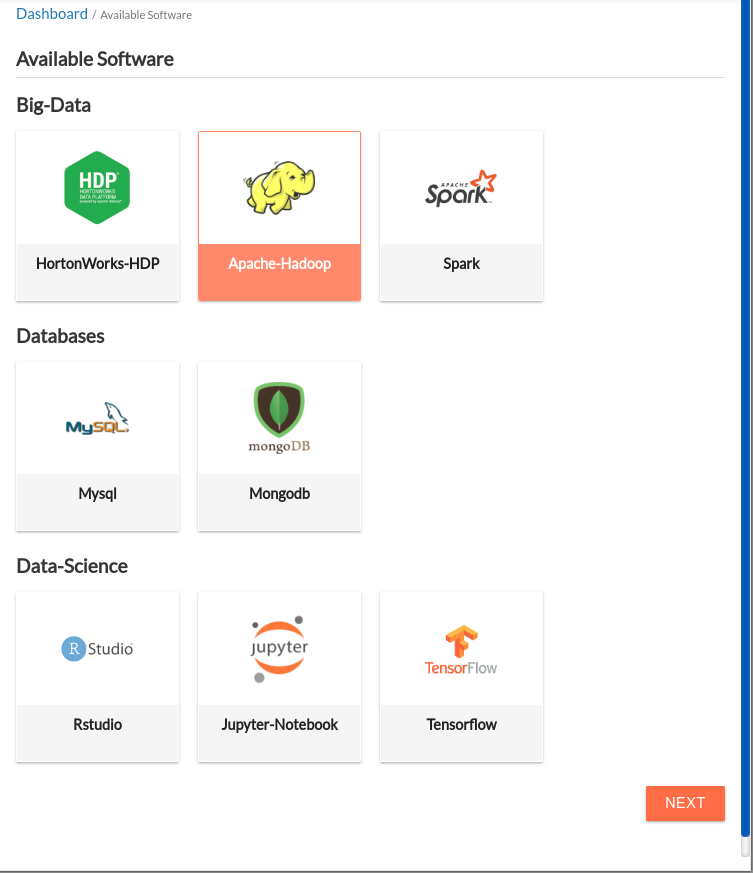 Dashboard / Available Software
Available Software
Big-Data
HDP
HORTONWORKS
DATA PLATFORM
APACHE
Spark
HortonWorks-HDP
Apache-Hadoop
Spark
Databases
MySQL
mongoDB
Mysql
Mongodb
Data-Science
R Studio
jupyter
TensorFlow
Rstudio
Jupyter-Notebook
Tensorflow
NEXT